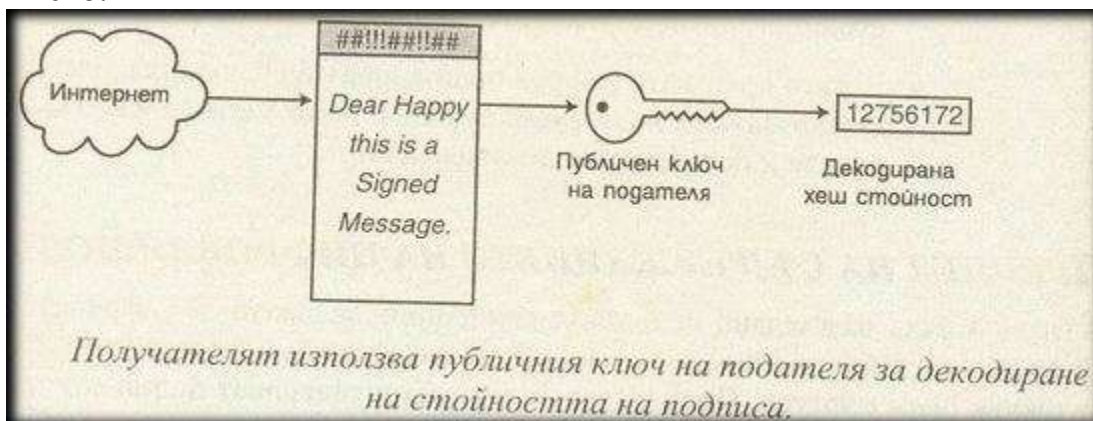 ##!!!##!!##
Интернет
Dear Happy
this is a
Signed
Message.
Публичен ключ
на подателя
12756172
Декодирана
хеш стойност
Получателят използва публичния ключ на подателя за декодиране
на стойността на подписа.